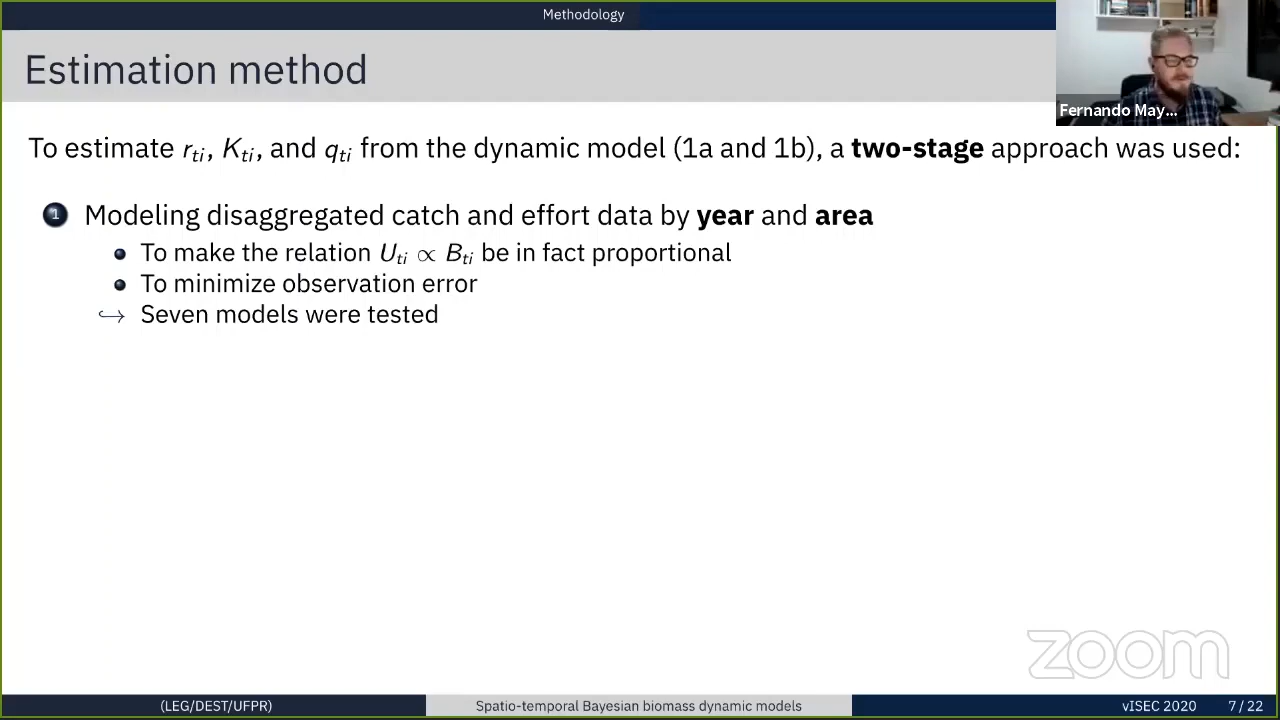 Methodology
Estimation method
Fernando May...
To estimate r_ti, K_ti, and q_ti from the dynamic model (1a and 1b), a two-stage approach was used:
1 Modeling disaggregated catch and effort data by year and area
To make the relation U_ti ∝ B_ti be in fact proportional
To minimize observation error
↪ Seven models were tested
zoom
(LEG/DEST/UFPR) Spatio-temporal Bayesian biomass dynamic models vISEC 2020 7 / 22